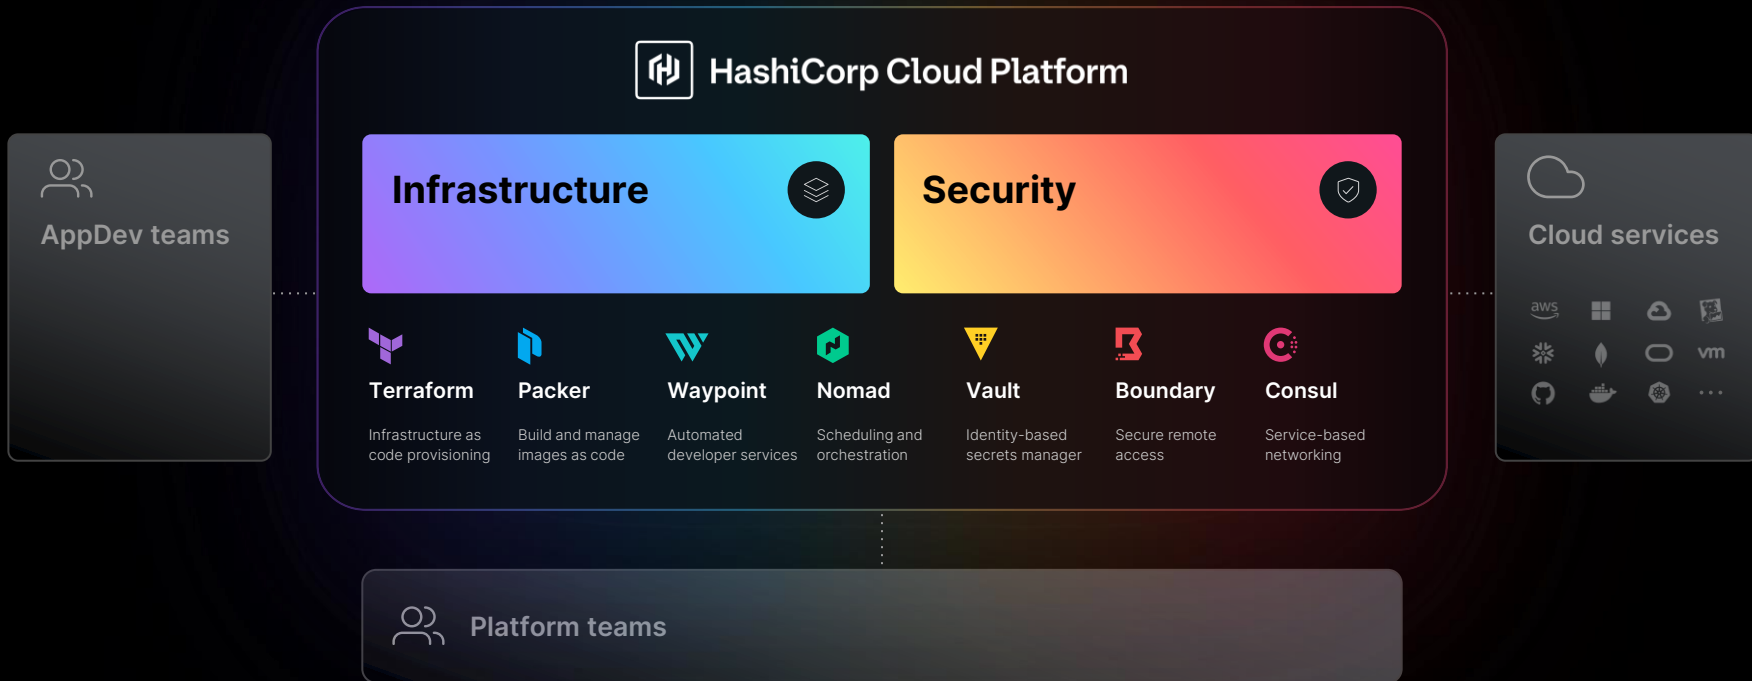 HashiCorp Cloud Platform
AppDev teams
Infrastructure
Security
Cloud services
aws
vm
Terraform
Infrastructure as
code provisioning
Packer
Build and manage
images as code
Waypoint
Automated
developer services
Nomad
Scheduling and
orchestration
Vault
Identity-based
secrets manager
Boundary
Secure remote
access
Consul
Service-based
networking
Platform teams